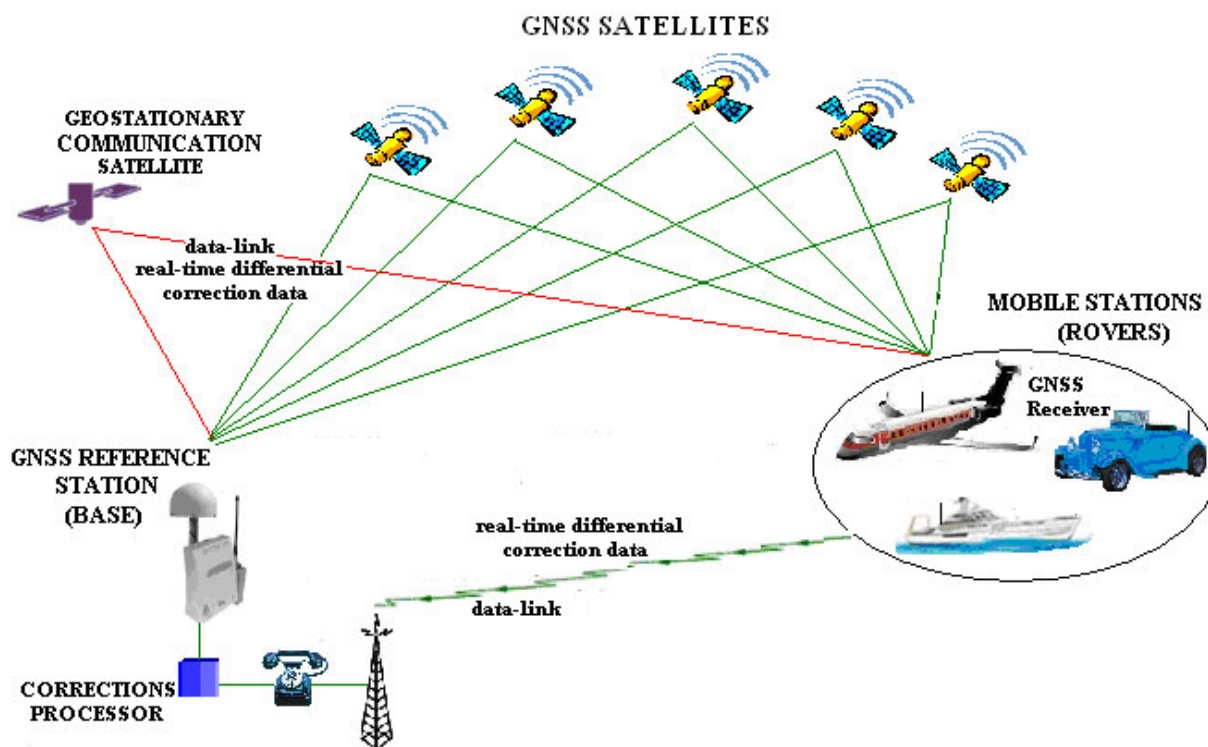 GNSS SATELLITES
GEOSTATIONARY
COMMUNICATION
SATELLITE
data-link
real-time differential
correction data
MOBILE STATIONS
(ROVERS)
GNSS
Receiver
GNSS REFERENCE
STATION
(BASE)
real-time differential
correction data
data-link
CORRECTIONS
PROCESSOR